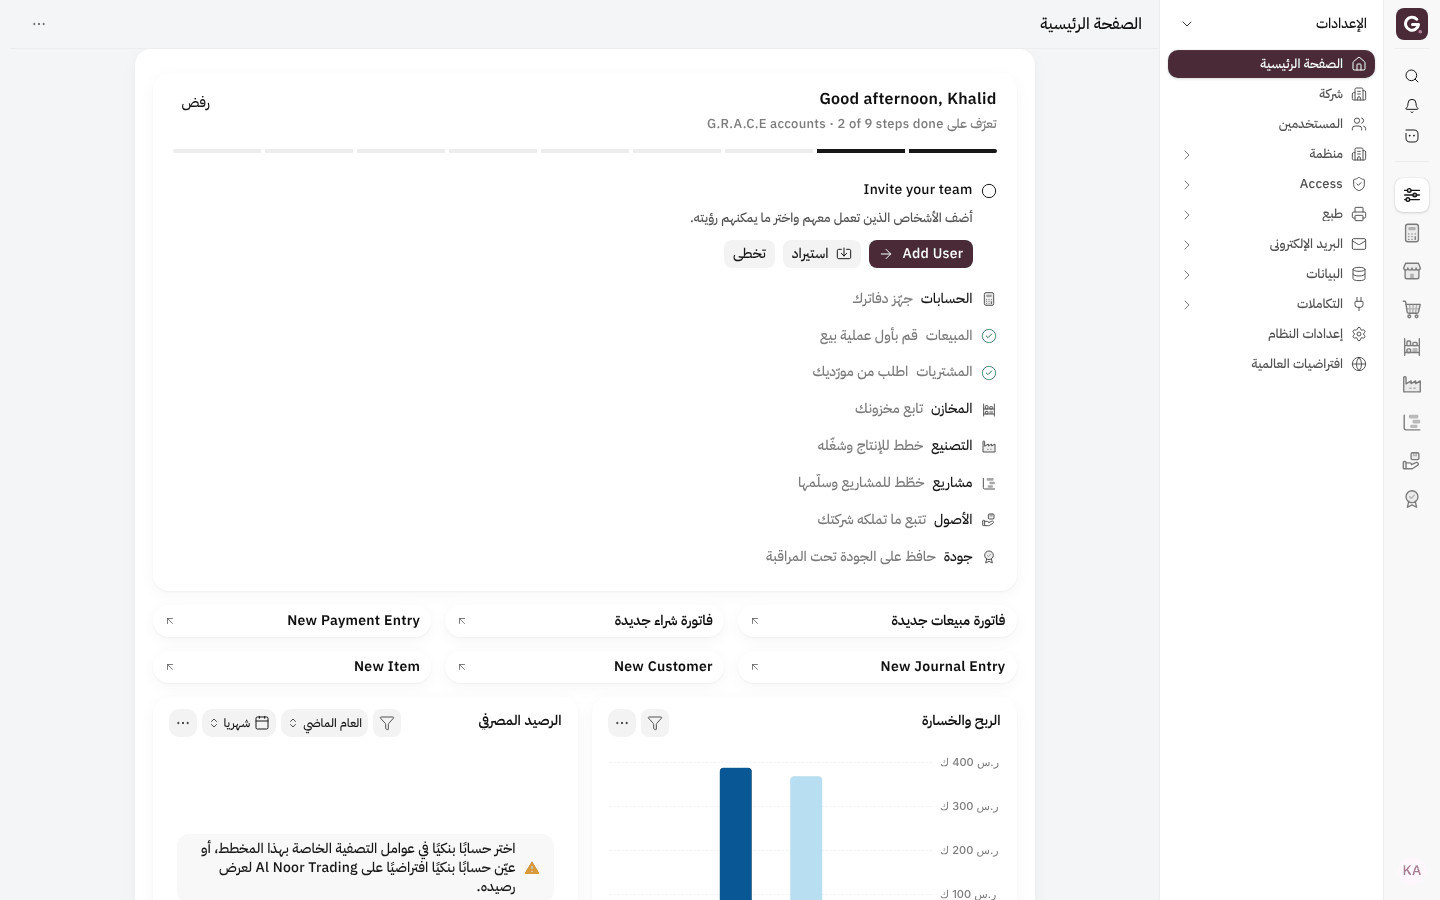 G
الإعدادات
الصفحة الرئيسية
شركة
المستخدمين
منظمة
Access
طبع
البريد الإلكتروني
البيانات
التكاملات
إعدادات النظام
افتراضيات العالمية
KA
الصفحة الرئيسية
Good afternoon, Khalid
رفض
تعرّف على G.R.A.C.E accounts · 2 of 9 steps done
Invite your team
أضف الأشخاص الذين تعمل معهم واختر ما يمكنهم رؤيته.
Add User
استيراد
تخطى
الحسابات جهّز دفاترك
المبيعات قم بأول عملية بيع
المشتريات اطلب من مورّديك
المخازن تابع مخزونك
التصنيع خطط للإنتاج وشغّله
مشاريع خطّط للمشاريع وسلّمها
الأصول تتبع ما تملكه شركتك
جودة حافظ على الجودة تحت المراقبة
فاتورة مبيعات جديدة
فاتورة شراء جديدة
New Payment Entry
New Journal Entry
New Customer
New Item
الربح والخسارة
ر.س 400 ك
ر.س 300 ك
ر.س 200 ك
ر.س 100 ك
الرصيد المصرفي
العام الماضي
شهريا
اختر حسابًا بنكيًا في عوامل التصفية الخاصة بهذا المخطط، أو
عيّن حسابًا بنكيًا افتراضيًا على Al Noor Trading لعرض
رصيده.